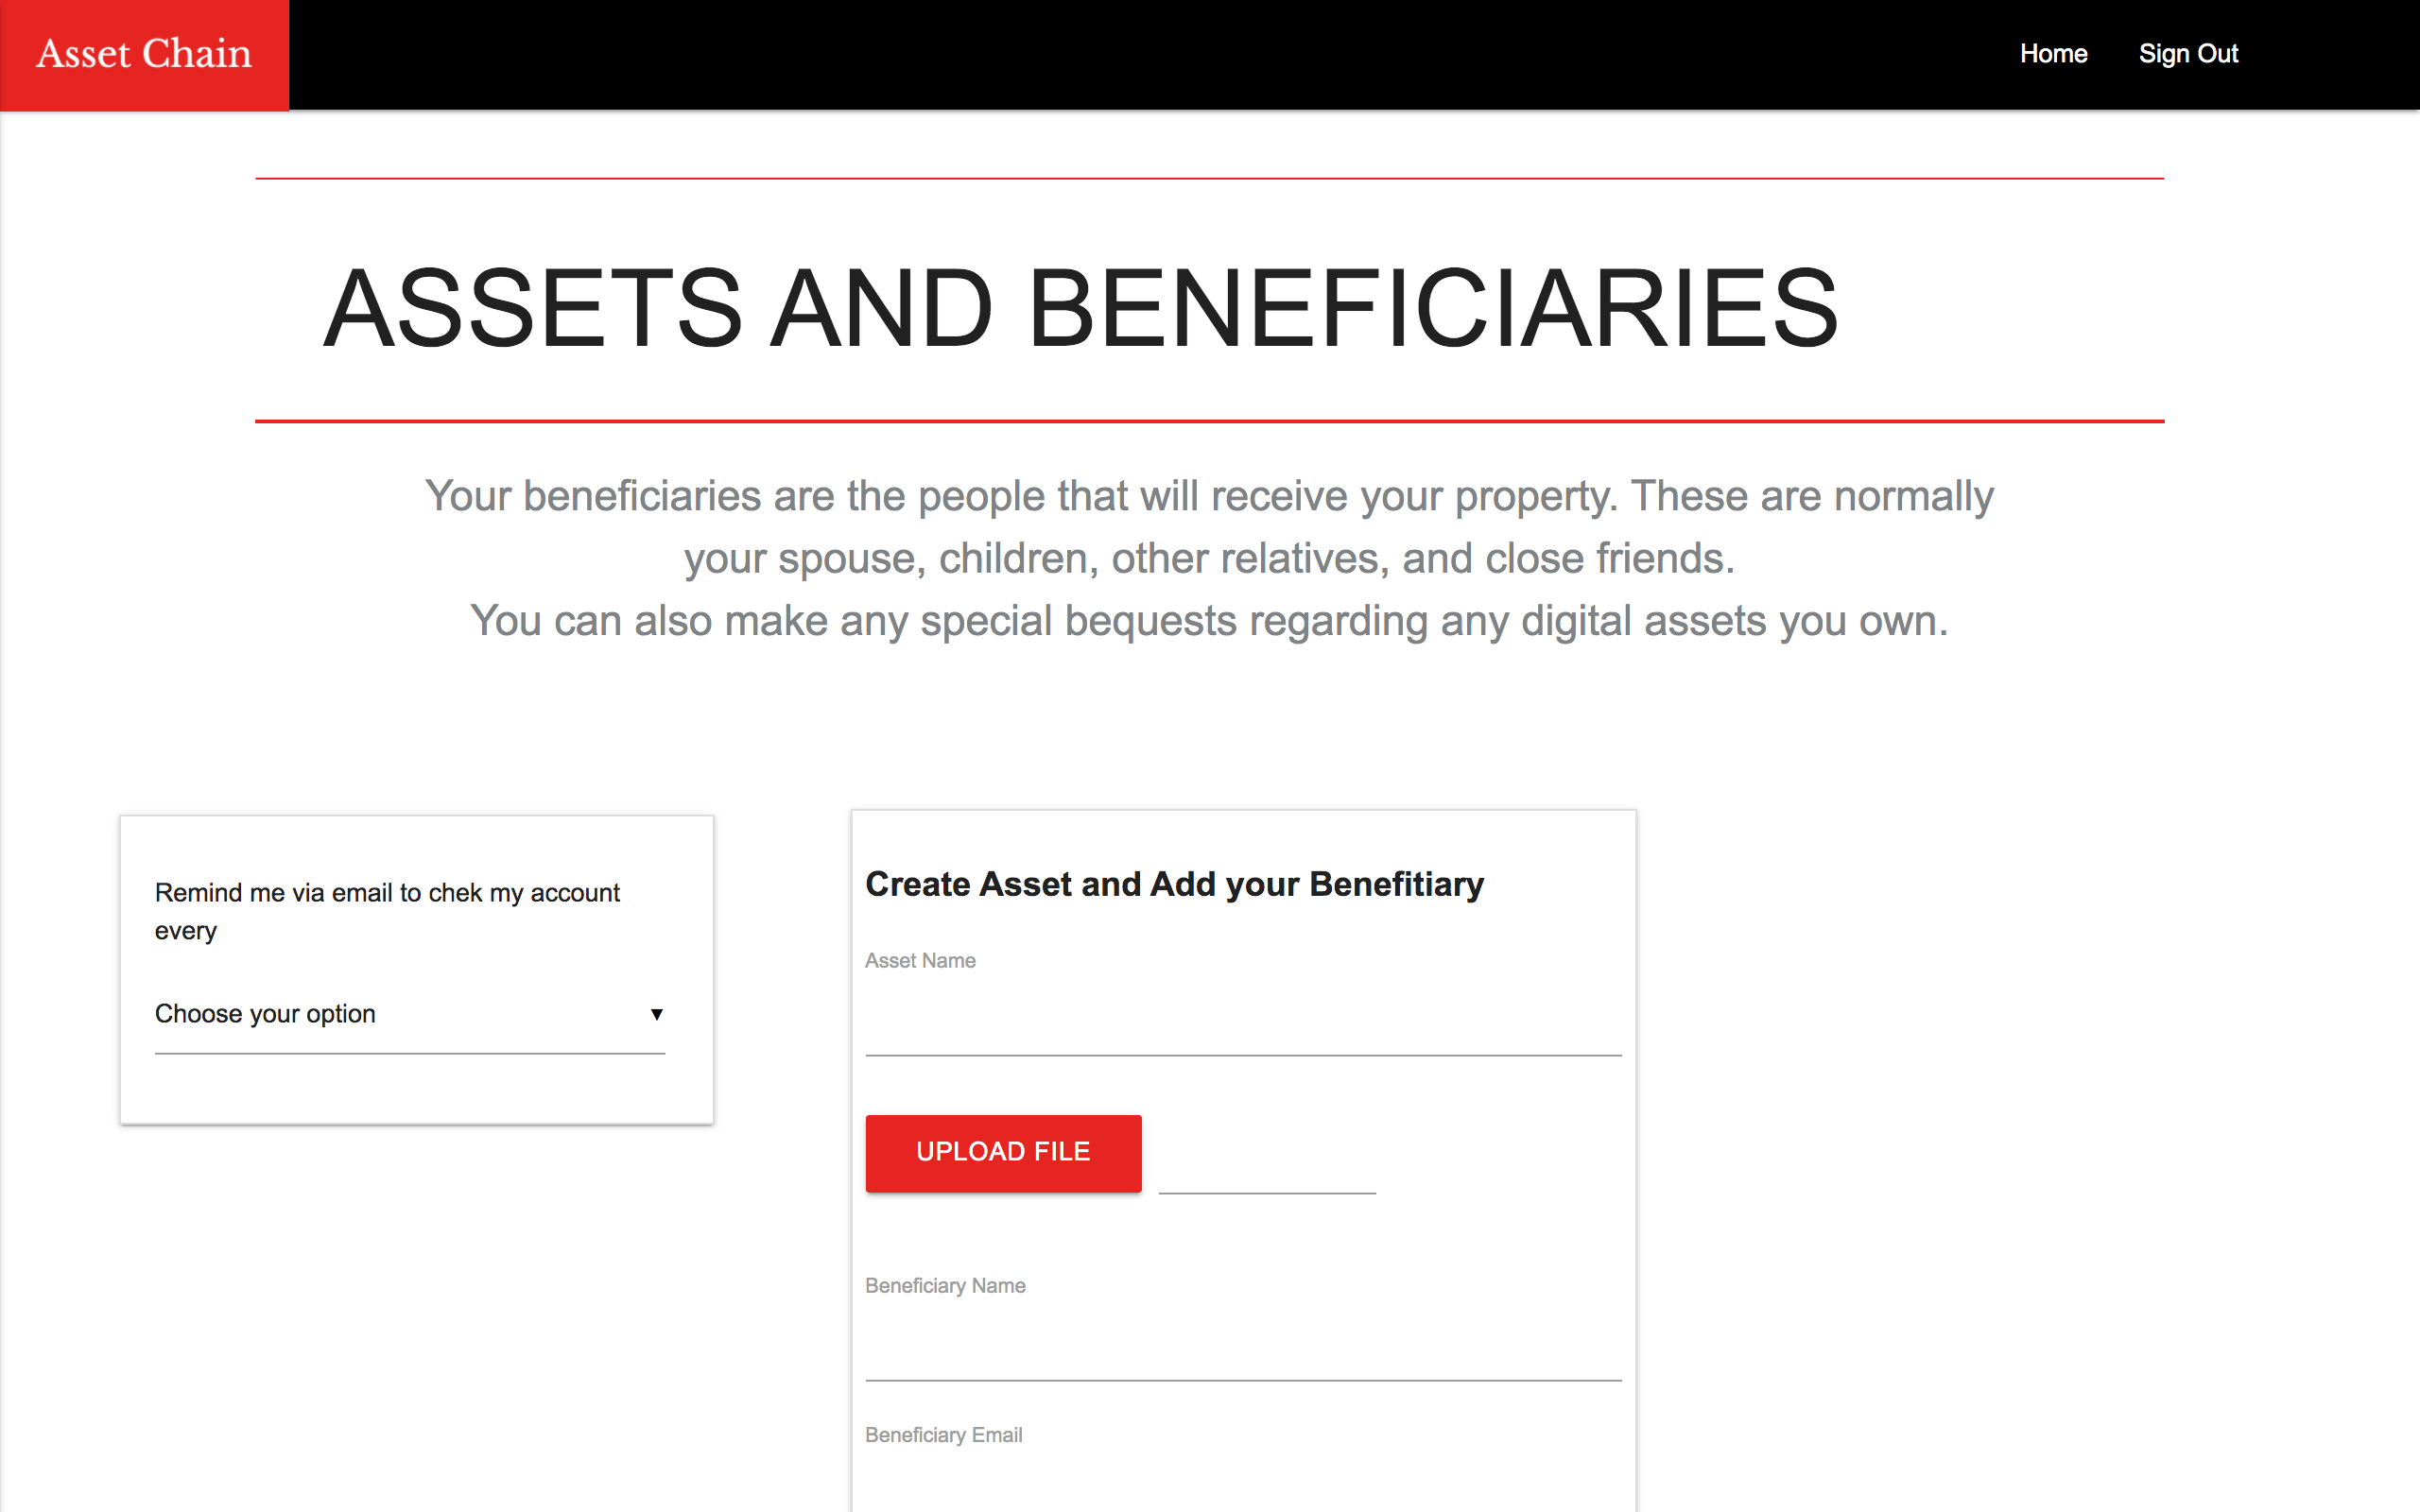 Asset Chain
Home
Sign Out
ASSETS AND BENEFICIARIES
Your beneficiaries are the people that will receive your property. These are normally
your spouse, children, other relatives, and close friends.
You can also make any special bequests regarding any digital assets you own.
Remind me via email to chek my account
every
Choose your option
Create Asset and Add your Benefitiary
Asset Name
UPLOAD FILE
Beneficiary Name
Beneficiary Email